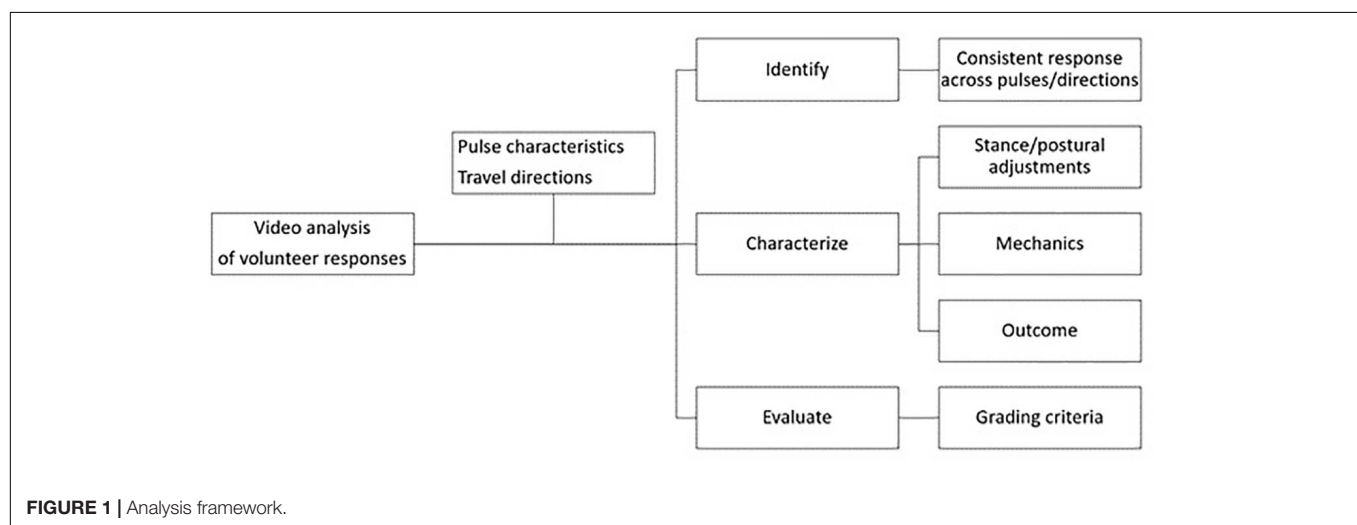 Identify
Consistent response
across pulses/directions
Pulse characteristics
Travel directions
Stance/postural
adjustments
Video analysis
of volunteer responses
Characterize
Mechanics
Outcome
Evaluate
Grading criteria
FIGURE 1 | Analysis framework.